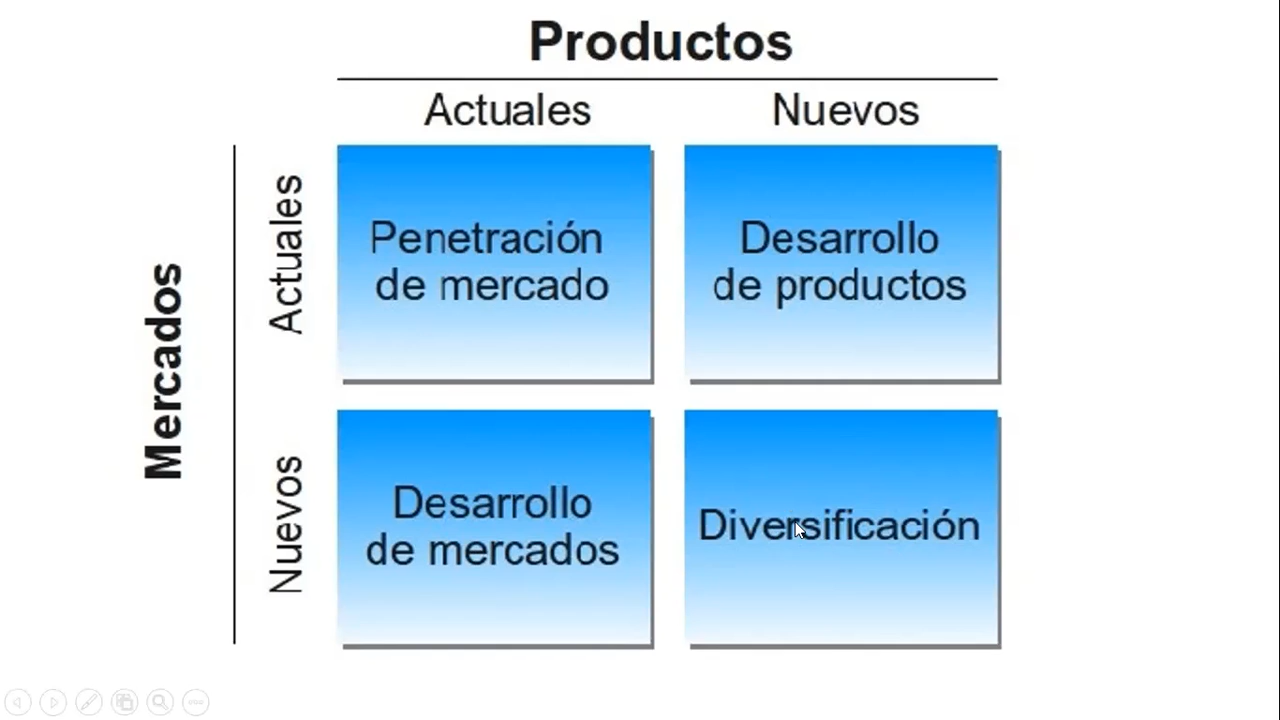 Productos
Actuales
Nuevos
Mercados
Actuales
Penetración
de mercado
Desarrollo
de productos
Nuevos
Desarrollo
de mercados
Diversificación